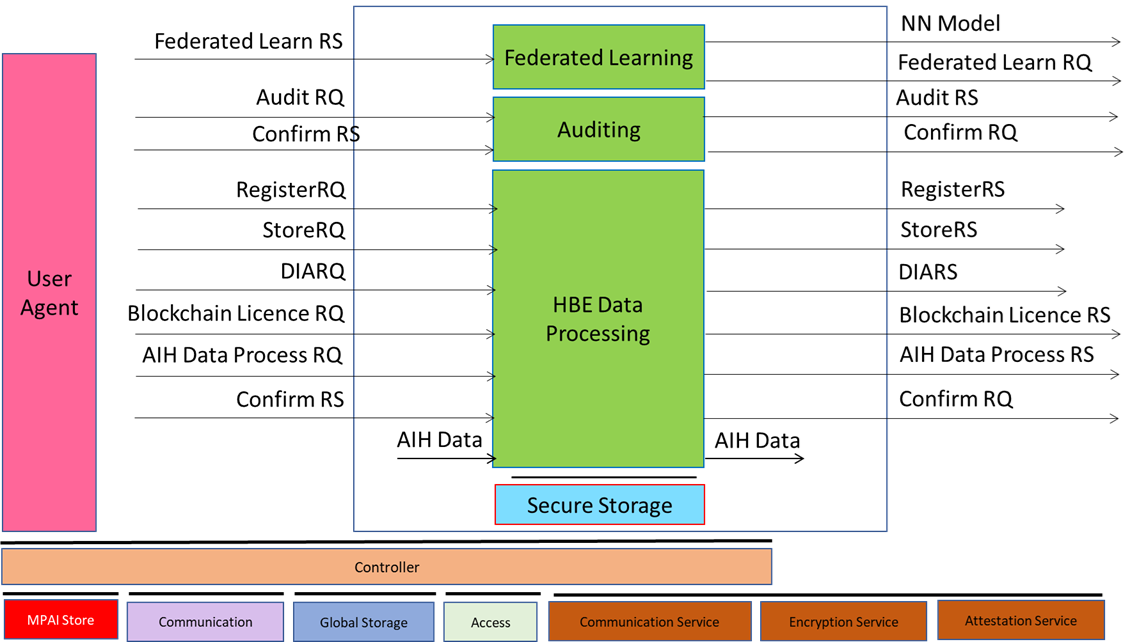 Federated Learn RS
Federated Learning
NN Model
Federated Learn RQ
Audit RQ
Confirm RS
Auditing
Audit RS
Confirm RQ
User
Agent
RegisterRQ
StoreRQ
DIARQ
Blockchain Licence RQ
AIH Data Process RQ
Confirm RS
AIH Data
HBE Data
Processing
RegisterRS
StoreRS
DIARS
Blockchain Licence RS
AIH Data Process RS
Confirm RQ
AIH Data
Secure Storage
Controller
MPAI Store
Communication
Global Storage
Access
Communication Service
Encryption Service
Attestation Service